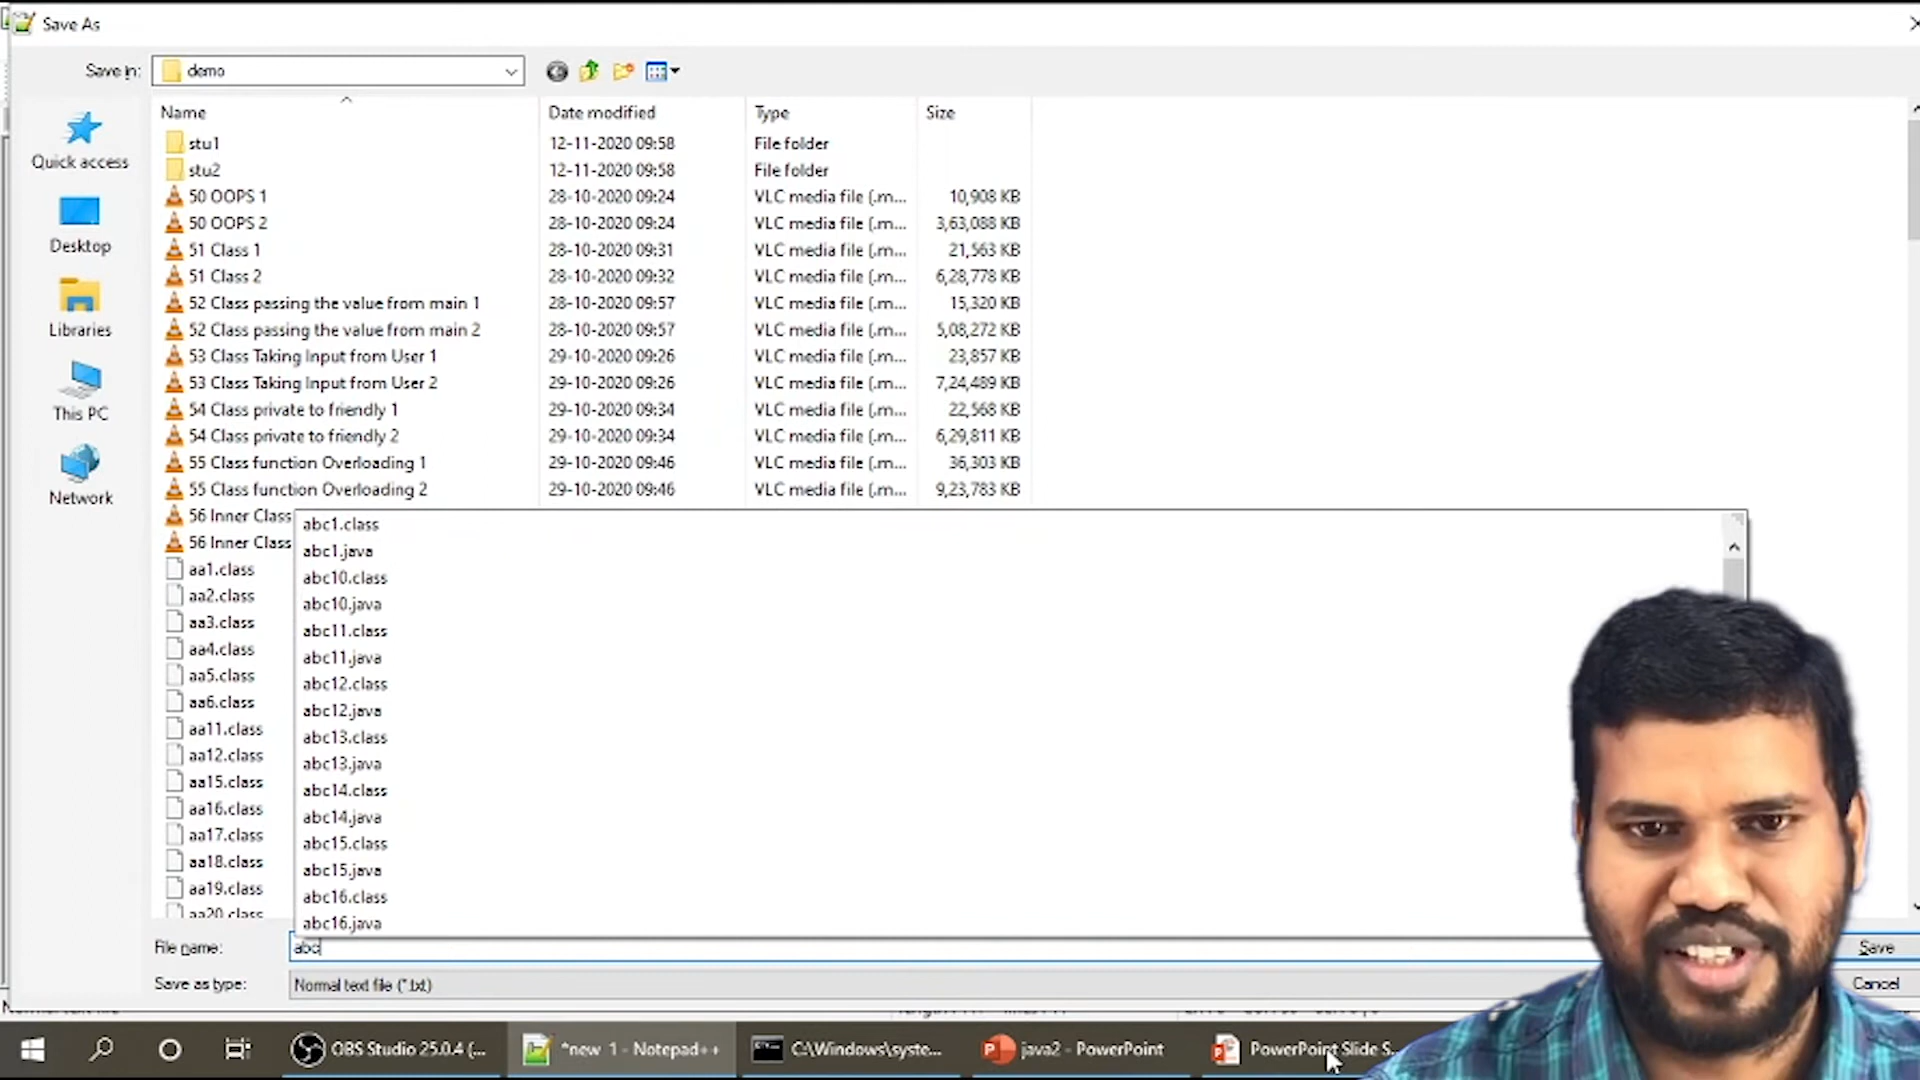 Save As
Save in: demo
Name Date modified Type Size
Quick access
Desktop
Libraries
This PC
Network
stu1 12-11-2020 09:58 File folder
stu2 12-11-2020 09:58 File folder
50 OOPS 1 28-10-2020 09:24 VLC media file (.m... 10,908 KB
50 OOPS 2 28-10-2020 09:24 VLC media file (.m... 3,63,088 KB
51 Class 1 28-10-2020 09:31 VLC media file (.m... 21,563 KB
51 Class 2 28-10-2020 09:32 VLC media file (.m... 6,28,778 KB
52 Class passing the value from main 1 28-10-2020 09:57 VLC media file (.m... 15,320 KB
52 Class passing the value from main 2 28-10-2020 09:57 VLC media file (.m... 5,08,272 KB
53 Class Taking Input from User 1 29-10-2020 09:26 VLC media file (.m... 23,857 KB
53 Class Taking Input from User 2 29-10-2020 09:26 VLC media file (.m... 7,24,489 KB
54 Class private to friendly 1 29-10-2020 09:34 VLC media file (.m... 22,568 KB
54 Class private to friendly 2 29-10-2020 09:34 VLC media file (.m... 6,29,811 KB
55 Class function Overloading 1 29-10-2020 09:46 VLC media file (.m... 36,303 KB
55 Class function Overloading 2 29-10-2020 09:46 VLC media file (.m... 9,23,783 KB
56 Inner Class
56 Inner Class
aa1.class
aa2.class
aa3.class
aa4.class
aa5.class
aa6.class
aa11.class
aa12.class
aa15.class
aa16.class
aa17.class
aa18.class
aa19.class
aa20.class
abc1.class
abc1.java
abc10.class
abc10.java
abc11.class
abc11.java
abc12.class
abc12.java
abc13.class
abc13.java
abc14.class
abc14.java
abc15.class
abc15.java
abc16.class
abc16.java
File name: abc Save
Save as type: Normal text file (*.txt) Cancel
OBS Studio 25.0.4 (... *new 1 - Notepad++ C:\Windows\syste... java2 - PowerPoint PowerPoint Slide S...